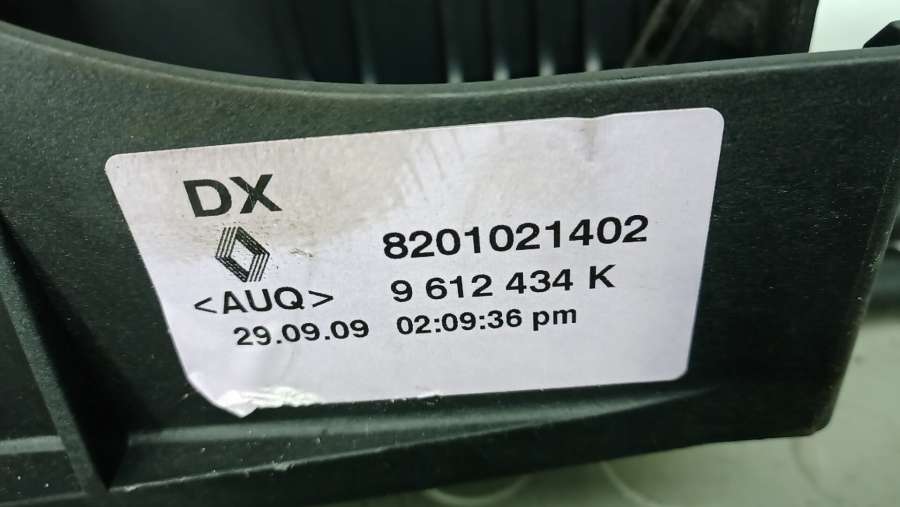 DX
8201021402
<AUQ> 9 612 434 K
29.09.09 02:09:36 pm